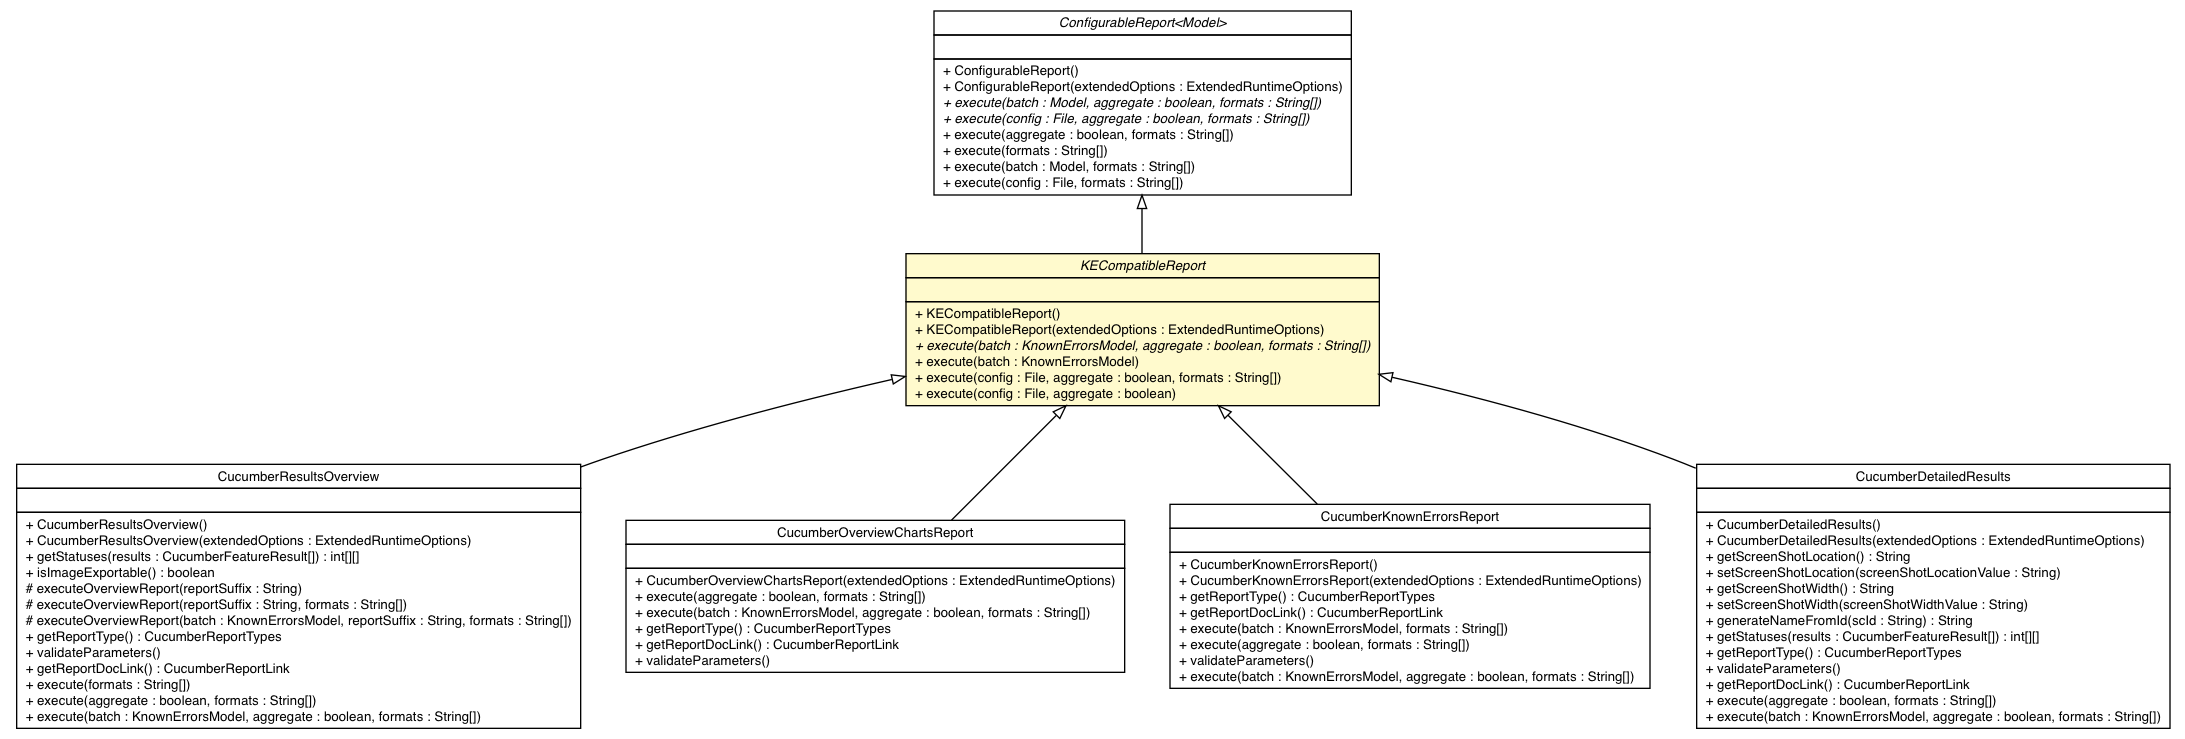 ConfigurableReport<Model>
+ ConfigurableReport()
+ ConfigurableReport(extendedOptions : ExtendedRuntimeOptions)
+ execute(batch : Model, aggregate : boolean, formats : String[])
+ execute(config : File, aggregate : boolean, formats : String[])
+ execute(aggregate : boolean, formats : String[])
+ execute(formats : String[])
+ execute(batch : Model, formats : String[])
+ execute(config : File, formats : String[])
KECompatibleReport
+ KECompatibleReport()
+ KECompatibleReport(extendedOptions : ExtendedRuntimeOptions)
+ execute(batch : KnownErrorsModel, aggregate : boolean, formats : String[])
+ execute(batch : KnownErrorsModel)
+ execute(config : File, aggregate : boolean, formats : String[])
+ execute(config : File, aggregate : boolean)
CucumberResultsOverview
+ CucumberResultsOverview()
+ CucumberResultsOverview(extendedOptions : ExtendedRuntimeOptions)
+ getStatuses(results : CucumberFeatureResult[]) : int[][]
+ isImageExportable() : boolean
# executeOverviewReport(reportSuffix : String)
# executeOverviewReport(reportSuffix : String, formats : String[])
# executeOverviewReport(batch : KnownErrorsModel, reportSuffix : String, formats : String[])
+ getReportType() : CucumberReportTypes
+ validateParameters()
+ getReportDocLink() : CucumberReportLink
+ execute(formats : String[])
+ execute(aggregate : boolean, formats : String[])
+ execute(batch : KnownErrorsModel, aggregate : boolean, formats : String[])
CucumberOverviewChartsReport
+ CucumberOverviewChartsReport(extendedOptions : ExtendedRuntimeOptions)
+ execute(aggregate : boolean, formats : String[])
+ execute(batch : KnownErrorsModel, aggregate : boolean, formats : String[])
+ getReportType() : CucumberReportTypes
+ getReportDocLink() : CucumberReportLink
+ validateParameters()
CucumberKnownErrorsReport
+ CucumberKnownErrorsReport()
+ CucumberKnownErrorsReport(extendedOptions : ExtendedRuntimeOptions)
+ getReportType() : CucumberReportTypes
+ getReportDocLink() : CucumberReportLink
+ execute(batch : KnownErrorsModel, formats : String[])
+ execute(aggregate : boolean, formats : String[])
+ validateParameters()
+ execute(batch : KnownErrorsModel, aggregate : boolean, formats : String[])
CucumberDetailedResults
+ CucumberDetailedResults()
+ CucumberDetailedResults(extendedOptions : ExtendedRuntimeOptions)
+ getScreenShotLocation() : String
+ setScreenShotLocation(screenShotLocationValue : String)
+ getScreenShotWidth() : String
+ setScreenShotWidth(screenShotWidthValue : String)
+ generateNameFromId(scId : String) : String
+ getStatuses(results : CucumberFeatureResult[]) : int[][]
+ getReportType() : CucumberReportTypes
+ validateParameters()
+ getReportDocLink() : CucumberReportLink
+ execute(aggregate : boolean, formats : String[])
+ execute(batch : KnownErrorsModel, aggregate : boolean, formats : String[])